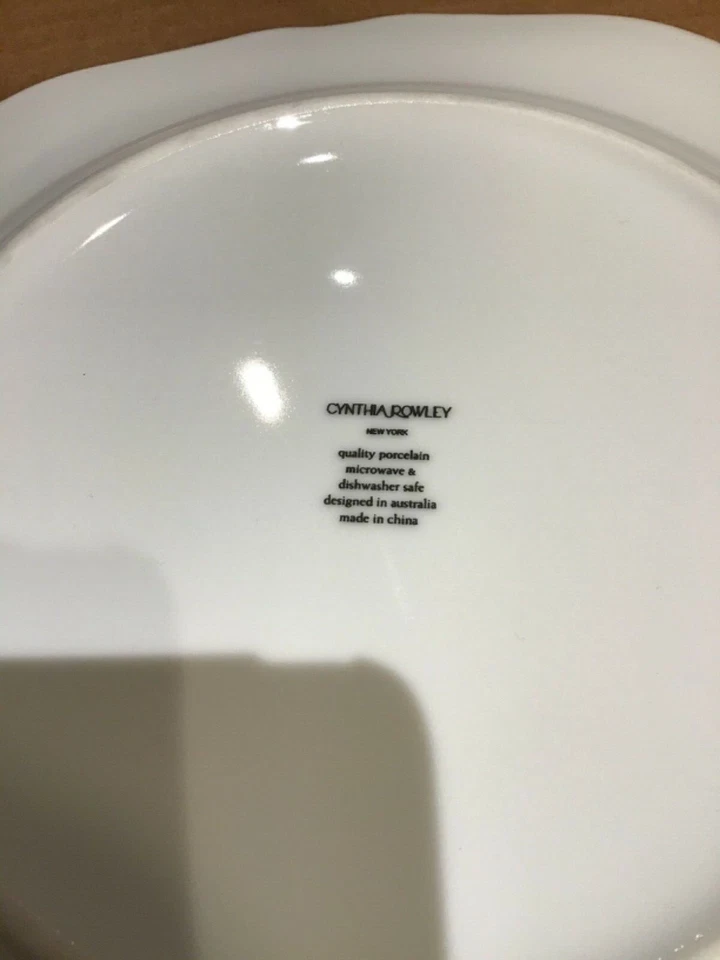 CYNTHIA ROWLEY
NEW YORK
quality porcelain
microwave &
dishwasher safe
designed in australia
made in china